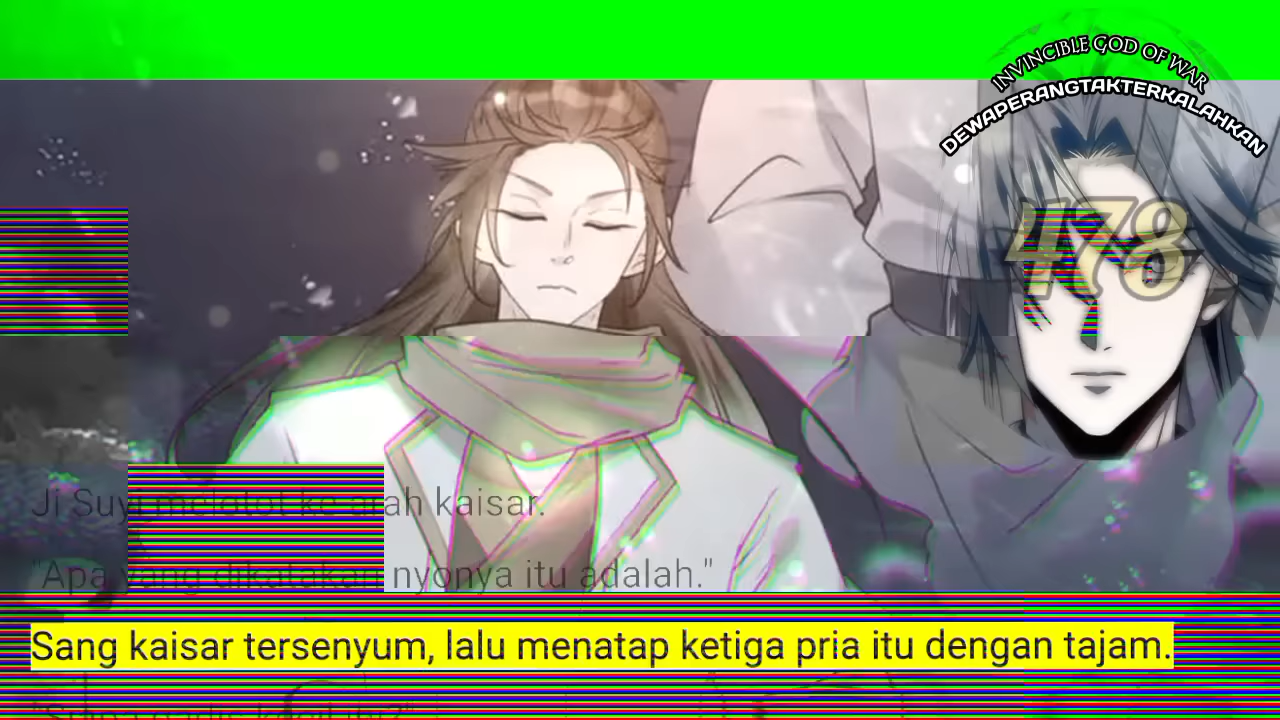 INVINCIBLE GOD OF WAR
DEWAPERANGTAKTERKALAHKAN
478
Ji Suyi melotot ke arah kaisar.
"Apa yang dikatakan nyonya itu adalah."
Sang kaisar tersenyum, lalu menatap ketiga pria itu dengan tajam.